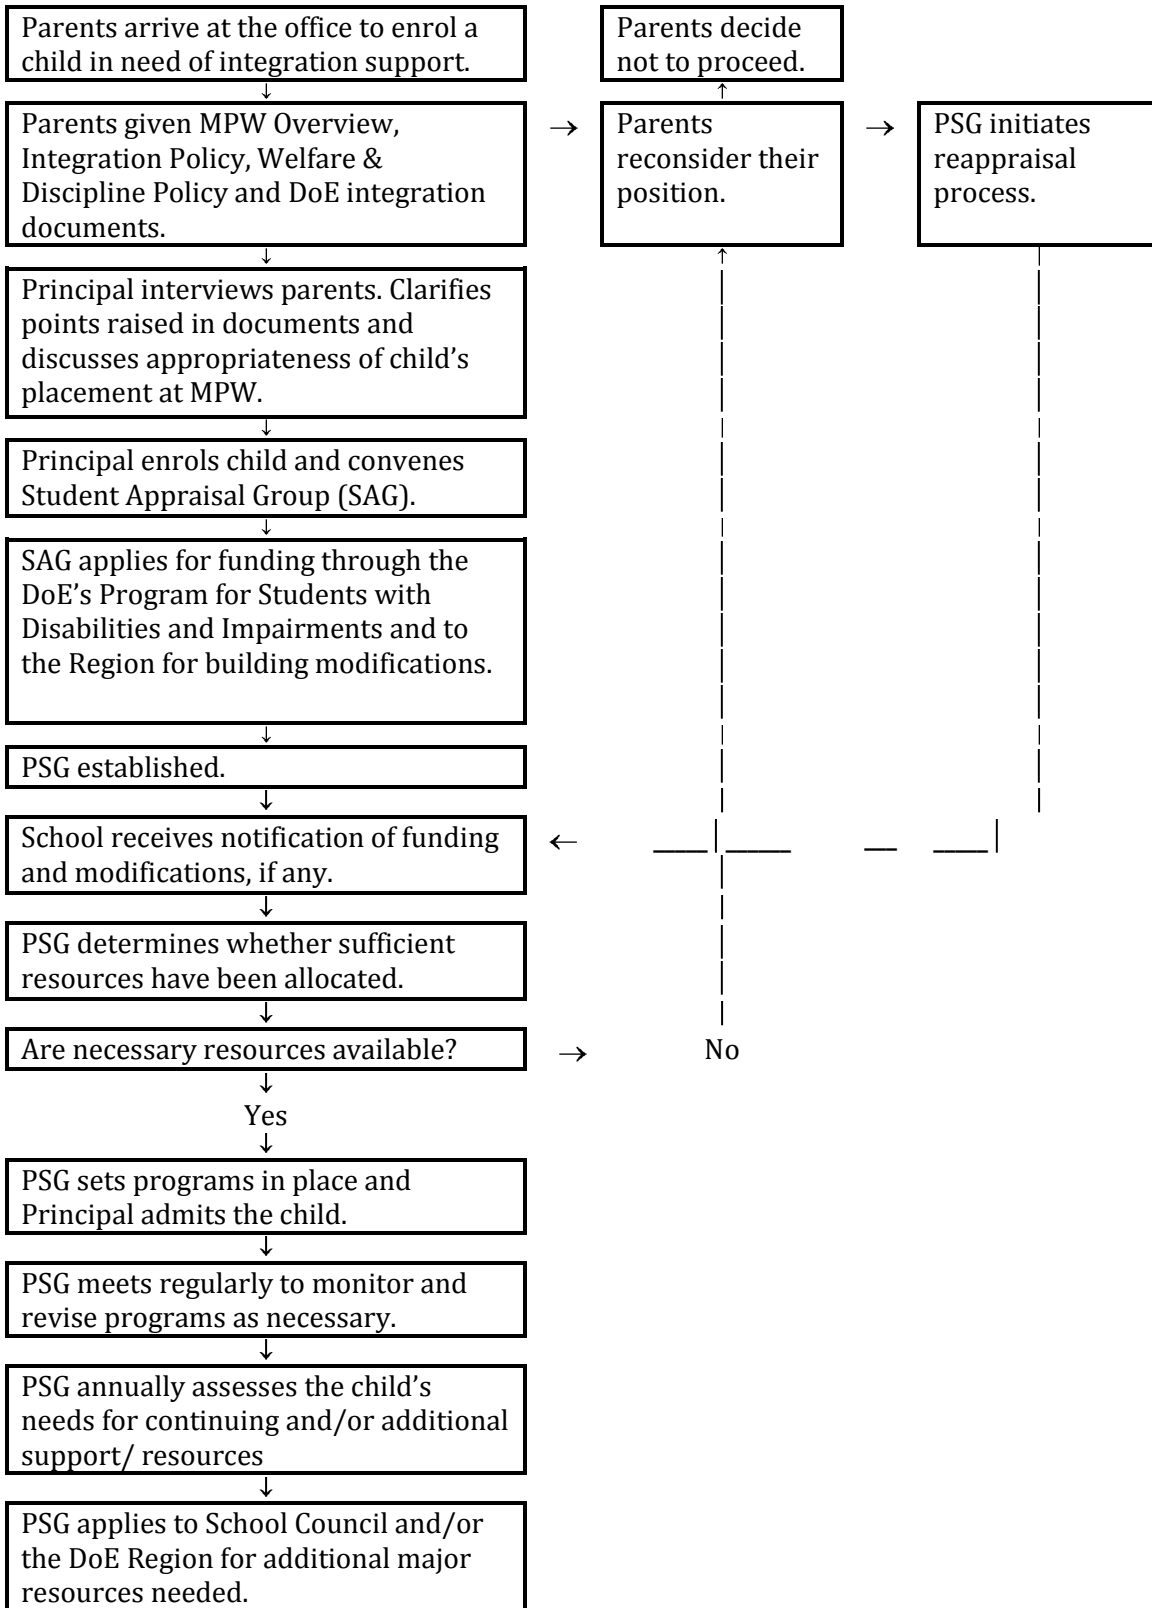 Parents arrive at the office to enrol a
child in need of integration support.
Parents decide
not to proceed.
↓
↑
Parents given MPW Overview,
Integration Policy, Welfare &
Discipline Policy and DoE integration
documents.
→
Parents
reconsider their
position.
→
PSG initiates
reappraisal
process.
↓
↑
Principal interviews parents. Clarifies
points raised in documents and
discusses appropriateness of child’s
placement at MPW.
↓
Principal enrols child and convenes
Student Appraisal Group (SAG).
↓
SAG applies for funding through the
DoE’s Program for Students with
Disabilities and Impairments and to
the Region for building modifications.
↓
PSG established.
↓
School receives notification of funding
and modifications, if any.
←
↓
PSG determines whether sufficient
resources have been allocated.
↓
Are necessary resources available?
→
No
↓
Yes
↓
PSG sets programs in place and
Principal admits the child.
↓
PSG meets regularly to monitor and
revise programs as necessary.
↓
PSG annually assesses the child’s
needs for continuing and/or additional
support/ resources
↓
PSG applies to School Council and/or
the DoE Region for additional major
resources needed.